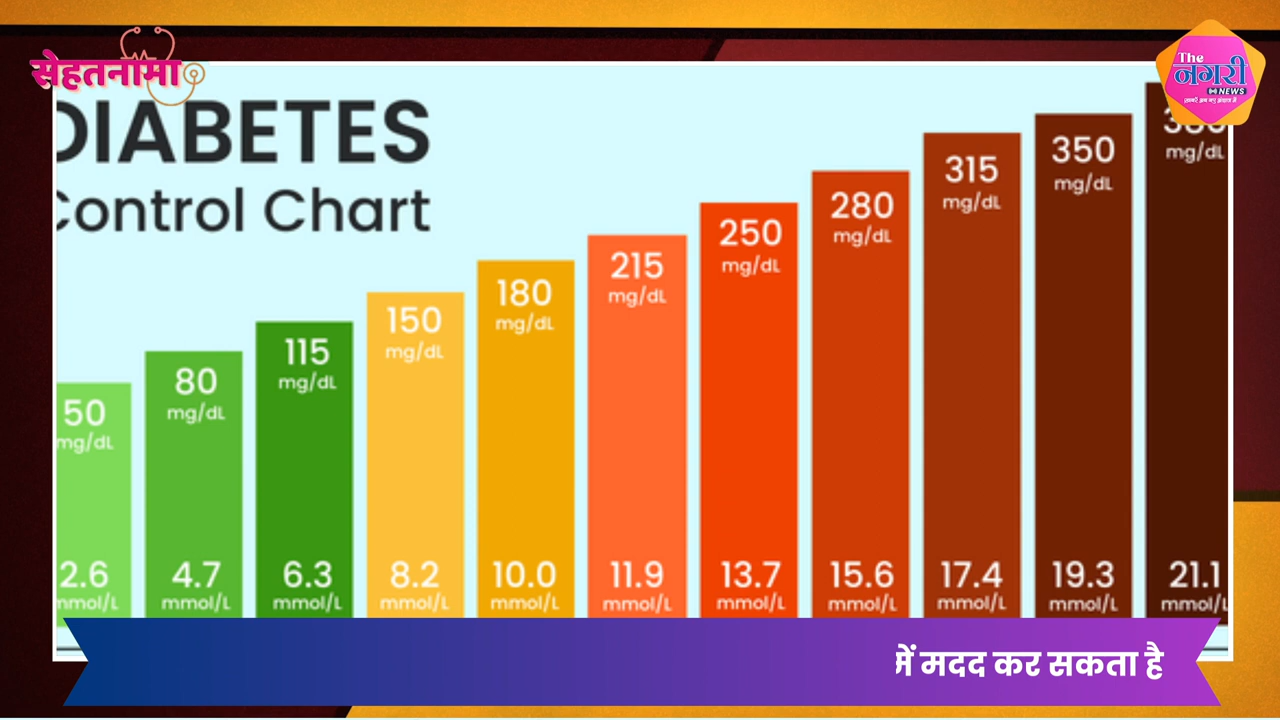 सेहतनामा
The
नगरी
NEWS
DIABETES
Control Chart
50
mg/dL
80
mg/dL
115
mg/dL
150
mg/dL
180
mg/dL
215
mg/dL
250
mg/dL
280
mg/dL
315
mg/dL
350
mg/dL
mg/dL
2.6
mmol/L
4.7
mmol/L
6.3
mmol/L
8.2
mmol/L
10.0
mmol/L
11.9
mmol/L
13.7
mmol/L
15.6
mmol/L
17.4
mmol/L
19.3
mmol/L
21.1
mmol/L
में मदद कर सकता है